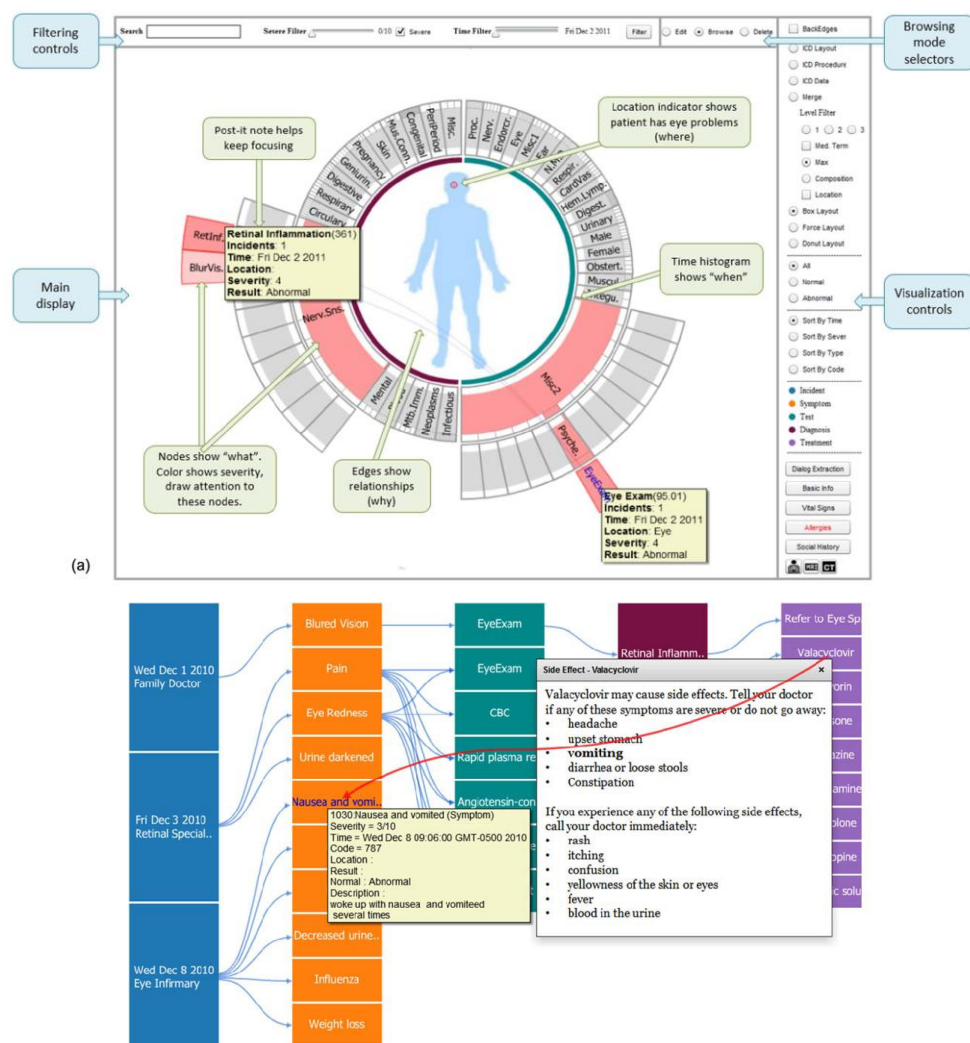 Filtering
controls
Search
Severe Filter
0/10
Severe
Time Filter
Fri Dec 2 2011
Filter
Edit
Browse
Delete
Browsing
mode
selectors
BackEdges
ICD Layout
ICD Procedure
ICD Data
Merge
Level Filter
1 2 3
Med. Term
Max
Composition
Location
Box Layout
Force Layout
Donut Layout
All
Normal
Abnormal
Sort By Time
Sort By Sever
Sort By Type
Sort By Code
Incident
Symptom
Test
Diagnosis
Treatment
Dialog Extraction
Basic Info
Vital Signs
Allergies
Social History
CT
Visualization
controls
Main
display
Post-it note helps
keep focusing
Location indicator shows
patient has eye problems
(where)
Time histogram
shows "when"
Nodes show "what".
Color shows severity,
draw attention to
these nodes.
Edges show
relationships
(why)
Circulary
Respirary
Digestive
Geniurin.
Pregnancy
Skin
Mus.Conn.
Congenital
PeriPeriod
Misc.
Proc.
Nerv.
Endorcr.
Eye
Misc1
Ear
N.M.
Respir.
CardVas.
Hem.Lymp.
Digest.
Urinary
Male
Female
Obstert.
Muscul.
Integu.
Misc2
Psyche.
EyeExam
RetInf.
BlurVis.
Nerv.Sns.
Mental
Mtb.Imm.
Neoplasms
Infectious
Retinal Inflammation(361)
Incidents: 1
Time: Fri Dec 2 2011
Location:
Severity: 4
Result: Abnormal
Eye Exam(95.01)
Incidents: 1
Time: Fri Dec 2 2011
Location: Eye
Severity: 4
Result: Abnormal
(a)
Wed Dec 1 2010
Family Doctor
Fri Dec 3 2010
Retinal Special..
Wed Dec 8 2010
Eye Infirmary
Blured Vision
Pain
Eye Redness
Urine darkened
Nausea and vomi..
Decreased urine..
Influenza
Weight loss
EyeExam
EyeExam
CBC
Rapid plasma re
Angiotensin-con
Retinal Inflamm..
Refer to Eye Sp
Valacyclovir
orin
sone
azine
amine
olone
opine
c solu
1030:Nausea and vomited (Symptom)
Severity = 3/10
Time = Wed Dec 8 09:06:00 GMT-0500 2010
Code = 787
Location :
Result :
Normal : Abnormal
Description :
woke up with nausea and vomiteed
several times
Side Effect - Valacyclovir ×
Valacyclovir may cause side effects. Tell your doctor
if any of these symptoms are severe or do not go away:
• headache
• upset stomach
• vomiting
• diarrhea or loose stools
• Constipation
If you experience any of the following side effects,
call your doctor immediately:
• rash
• itching
• confusion
• yellowness of the skin or eyes
• fever
• blood in the urine